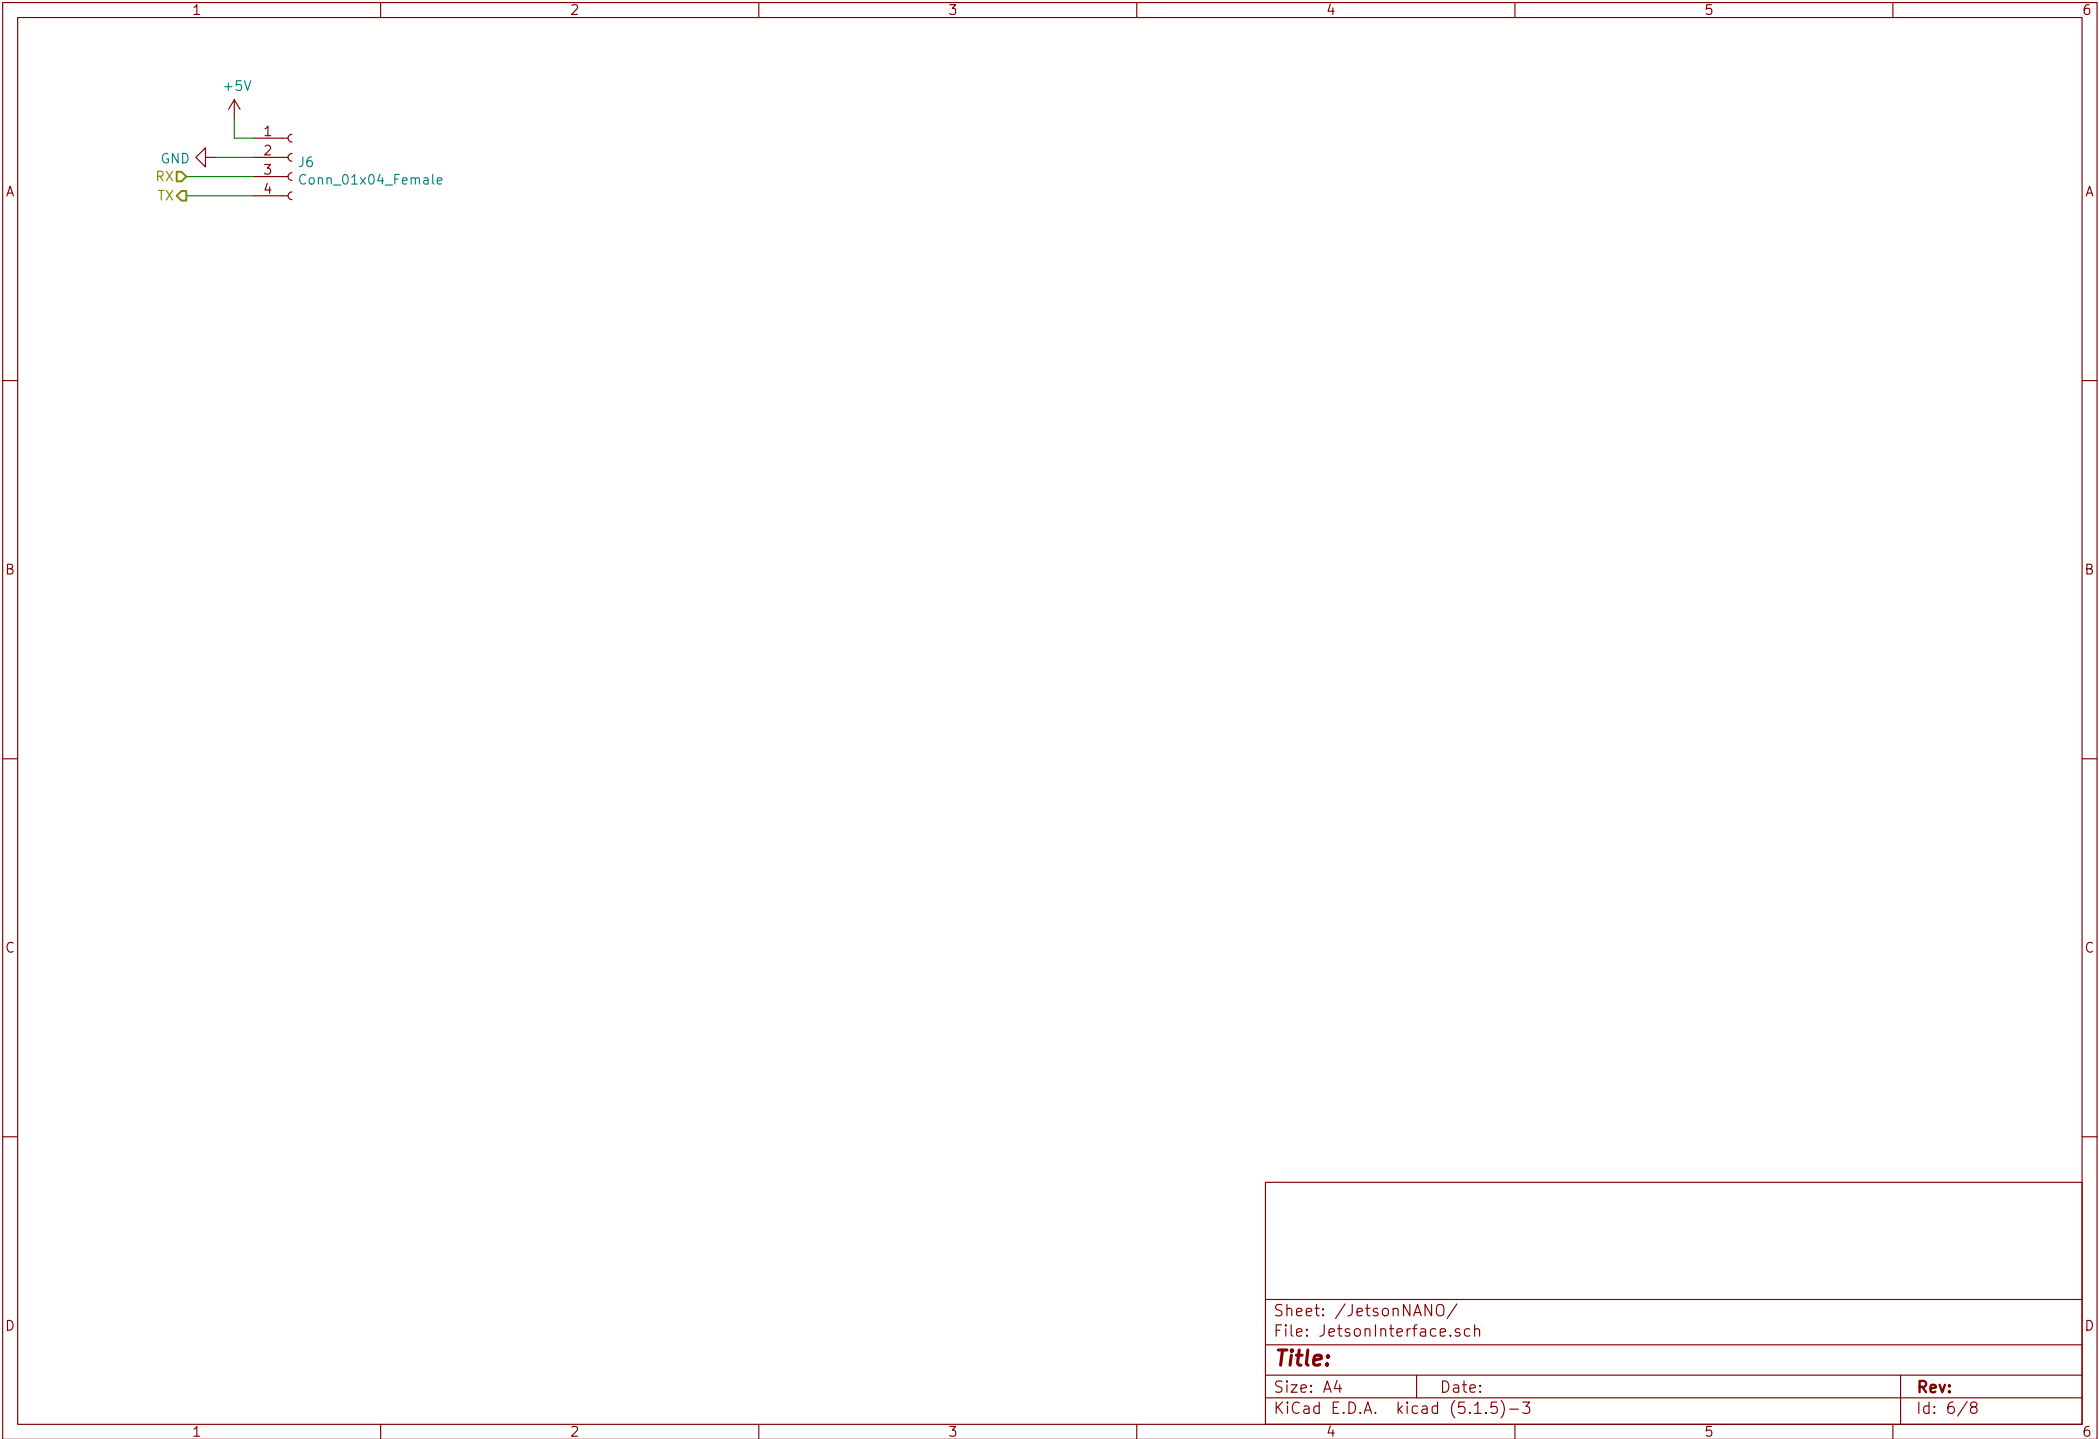 1 2 3 4 5 6
+5V
1
GND 2
J6
RX 3
Conn_01x04_Female
TX 4
A A
B B
C C
Sheet: /JetsonNANO/
File: JetsonInterface.sch
D D
Title:
Size: A4 Date: Rev:
KiCad E.D.A. kicad (5.1.5)-3 Id: 6/8
1 2 3 4 5 6